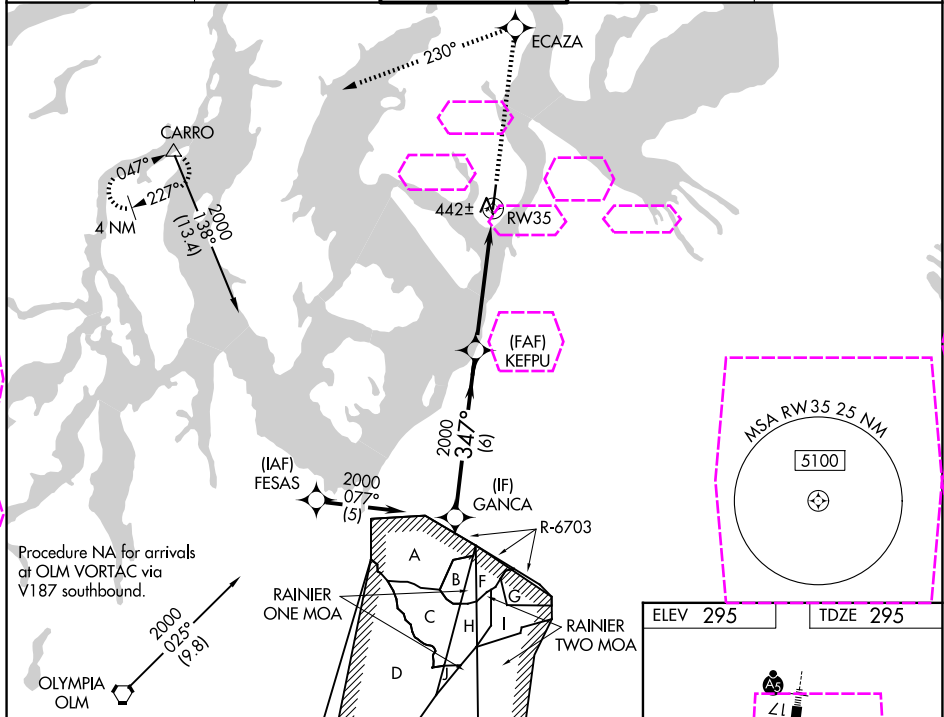 ECAZA
230°
CARRO
047°
227°
4 NM
2000
138°
(13.4)
442±
RW35
(FAF)
KEFPU
2000
347°
(6)
MSA RW35 25 NM
5100
(IAF)
FESAS
2000
077°
(5)
(IF)
GANCA
R-6703
Procedure NA for arrivals
at OLM VORTAC via
V187 southbound.
A
B
F
G
RAINIER
ONE MOA
C
H
I
RAINIER
TWO MOA
D
J
2000
025°
(9.8)
OLYMPIA
OLM
ELEV 295
TDZE 295
A5
17